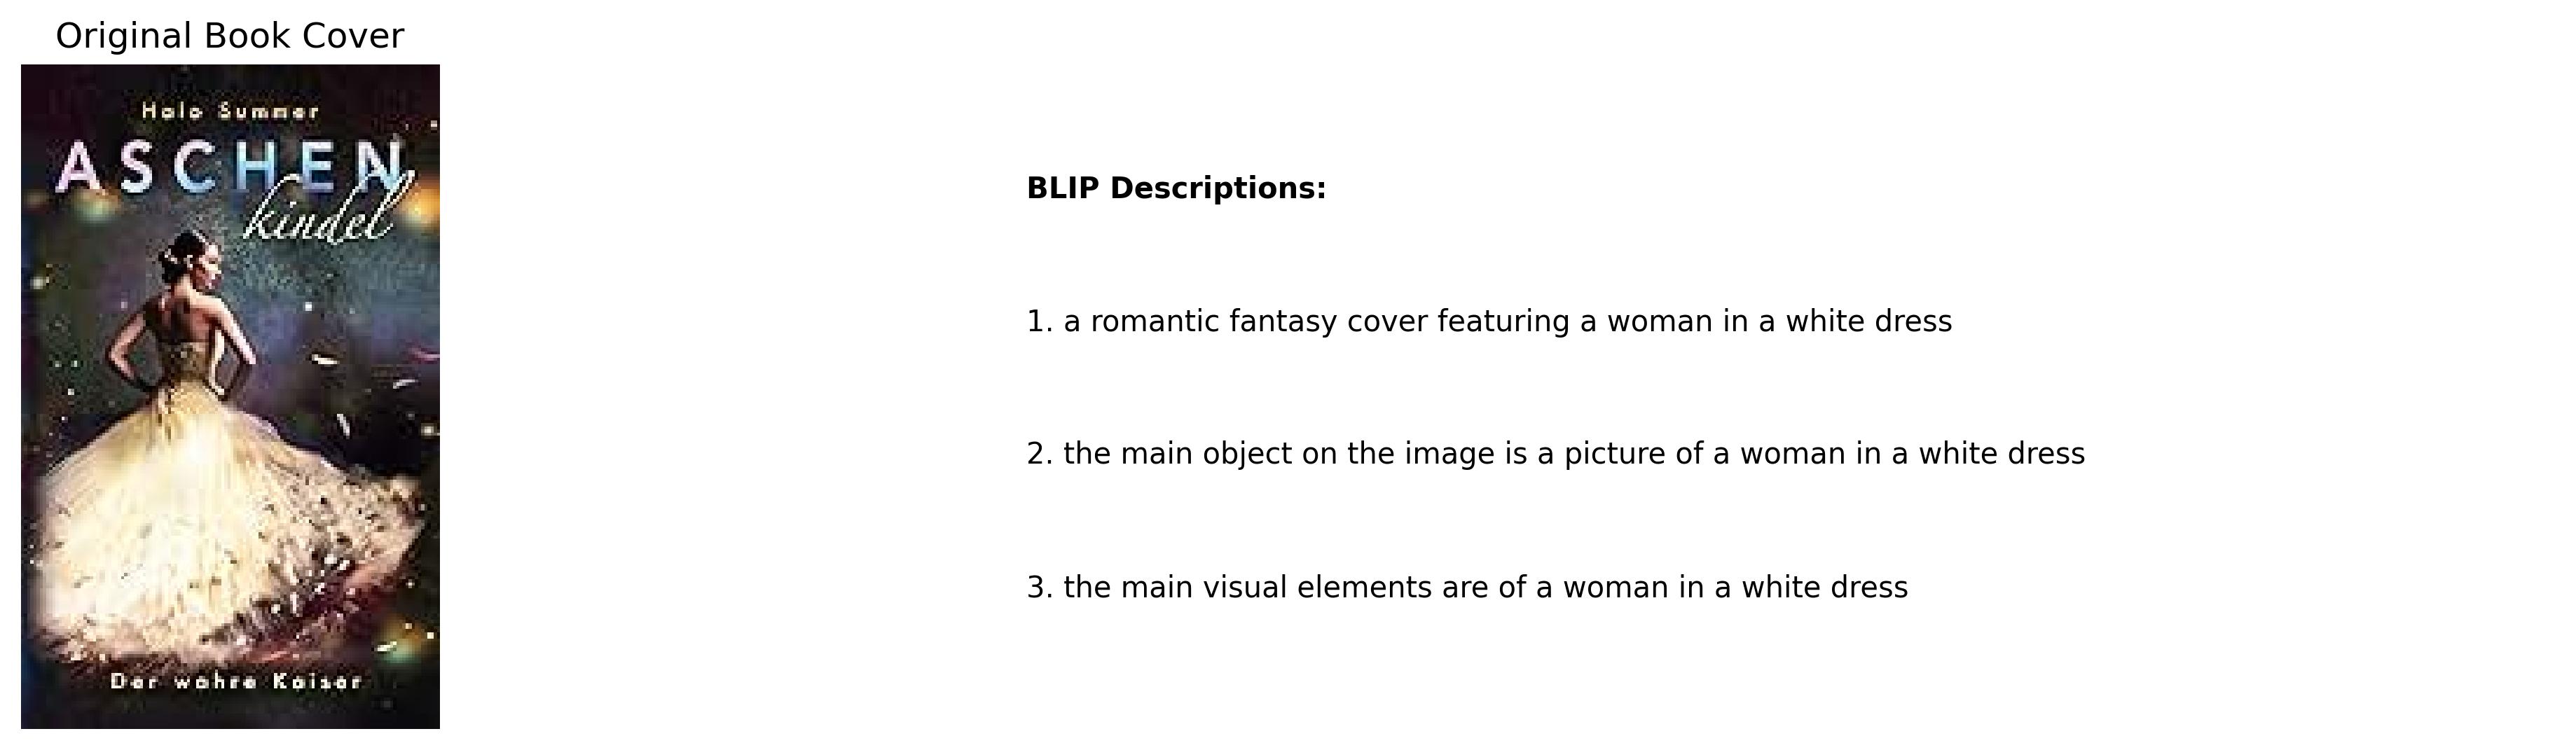 Original Book Cover
Halo Summer
ASCHEN
kindel
Der wahre Kaiser
BLIP Descriptions:
1. a romantic fantasy cover featuring a woman in a white dress
2. the main object on the image is a picture of a woman in a white dress
3. the main visual elements are of a woman in a white dress